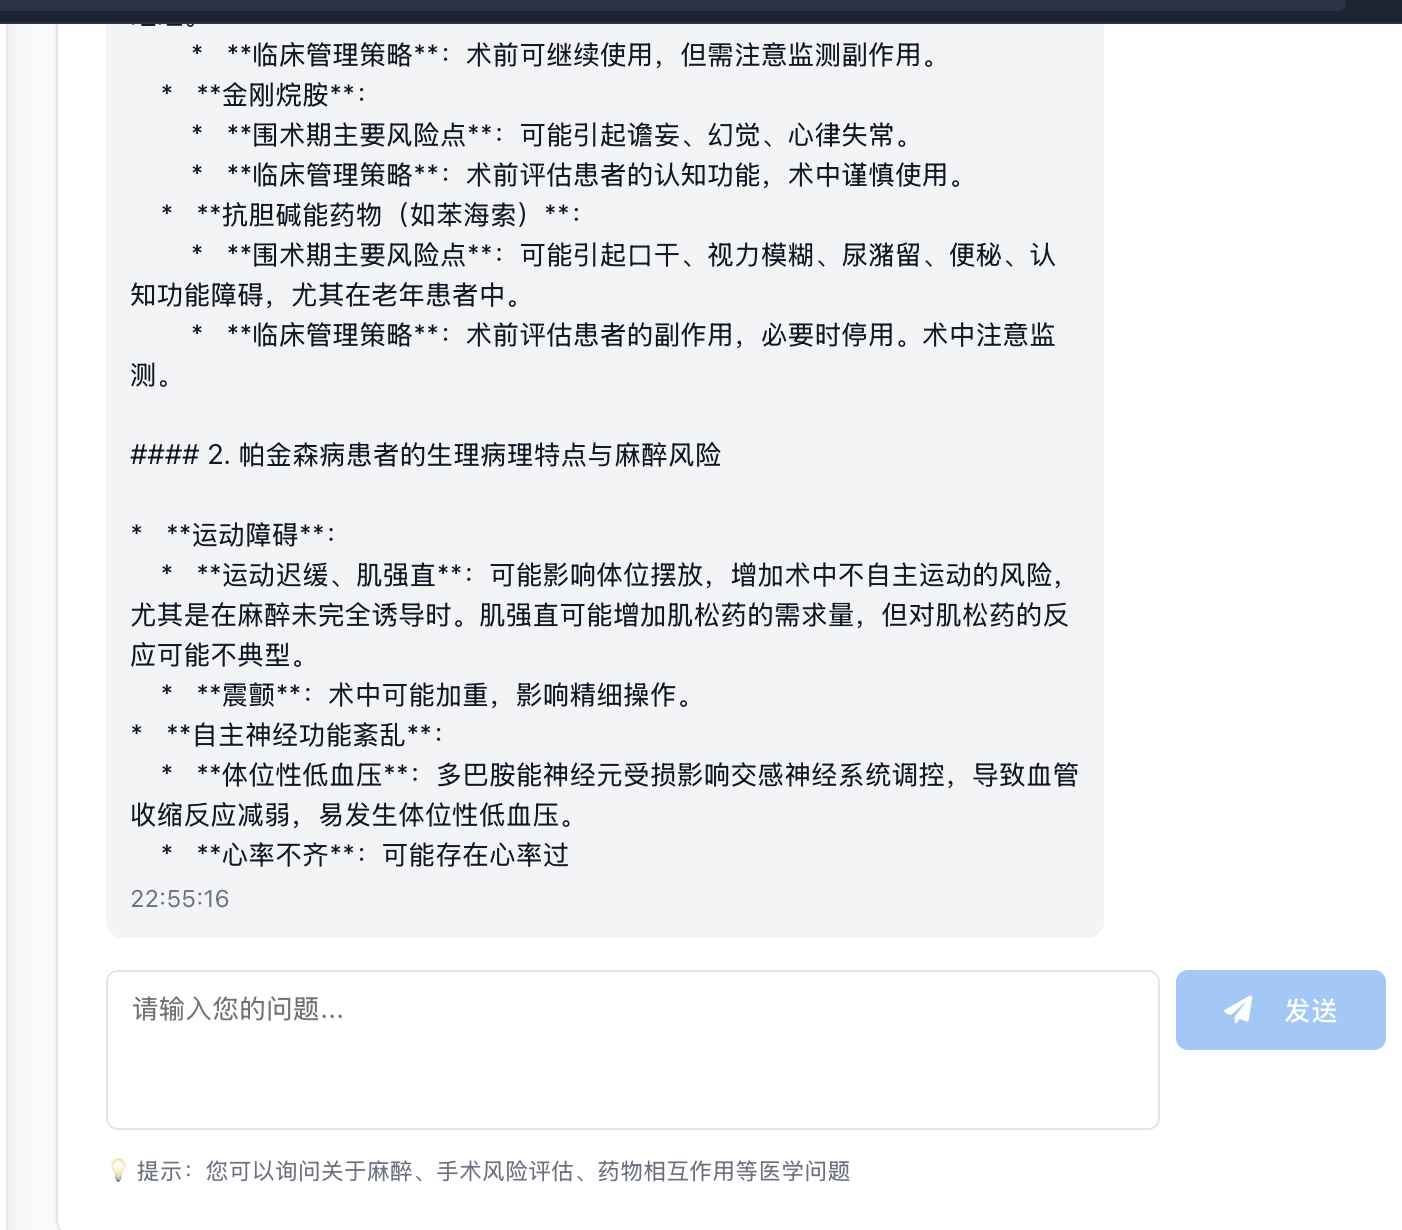 *   **临床管理策略**：术前可继续使用，但需注意监测副作用。
*   **金刚烷胺**：
*   **围术期主要风险点**：可能引起谵妄、幻觉、心律失常。
*   **临床管理策略**：术前评估患者的认知功能，术中谨慎使用。
*   **抗胆碱能药物（如苯海索）**：
*   **围术期主要风险点**：可能引起口干、视力模糊、尿潴留、便秘、认
知功能障碍，尤其在老年患者中。
*   **临床管理策略**：术前评估患者的副作用，必要时停用。术中注意监
测。
#### 2. 帕金森病患者的生理病理特点与麻醉风险
*   **运动障碍**：
*   **运动迟缓、肌强直**：可能影响体位摆放，增加术中不自主运动的风险，
尤其是在麻醉未完全诱导时。肌强直可能增加肌松药的需求量，但对肌松药的反
应可能不典型。
*   **震颤**：术中可能加重，影响精细操作。
*   **自主神经功能紊乱**：
*   **体位性低血压**：多巴胺能神经元受损影响交感神经系统调控，导致血管
收缩反应减弱，易发生体位性低血压。
*   **心率不齐**：可能存在心率过
22:55:16
请输入您的问题...
发送
提示：您可以询问关于麻醉、手术风险评估、药物相互作用等医学问题